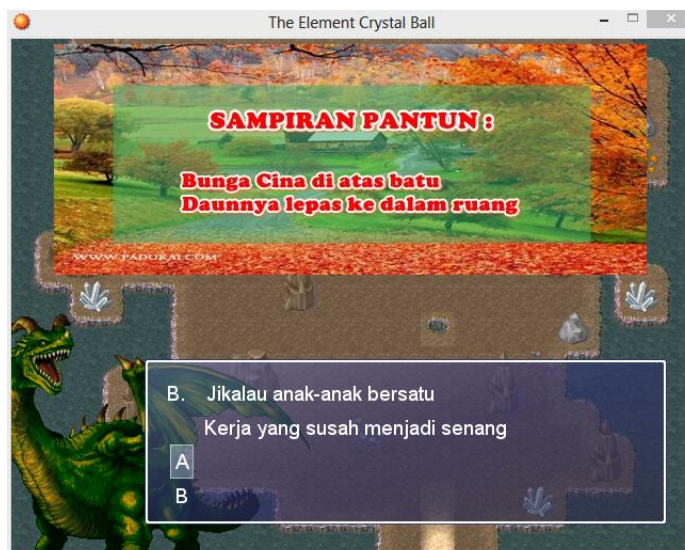 The Element Crystal Ball
SAMPIRAN PANTUN :
Bunga Cina di atas batu
Daunnya lepas ke dalam ruang
WWW.PADUKAI.COM
B. Jikalau anak-anak bersatu
Kerja yang susah menjadi senang
A
B